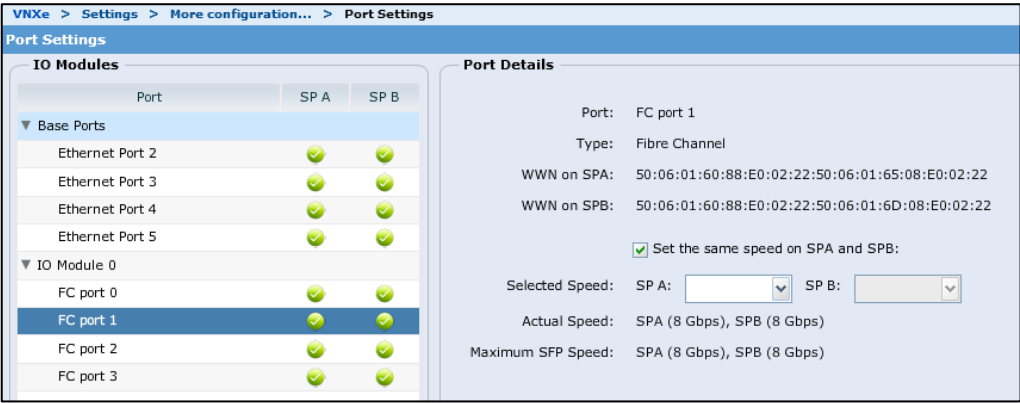 VNXe > Settings > More configuration... > Port Settings
Port Settings
IO Modules
Port SP A SP B
Base Ports
Ethernet Port 2
Ethernet Port 3
Ethernet Port 4
Ethernet Port 5
IO Module 0
FC port 0
FC port 1
FC port 2
FC port 3
Port Details
Port: FC port 1
Type: Fibre Channel
WWN on SPA: 50:06:01:60:88:E0:02:22:50:06:01:65:08:E0:02:22
WWN on SPB: 50:06:01:60:88:E0:02:22:50:06:01:6D:08:E0:02:22
Set the same speed on SPA and SPB:
Selected Speed: SP A: SP B:
Actual Speed: SPA (8 Gbps), SPB (8 Gbps)
Maximum SFP Speed: SPA (8 Gbps), SPB (8 Gbps)